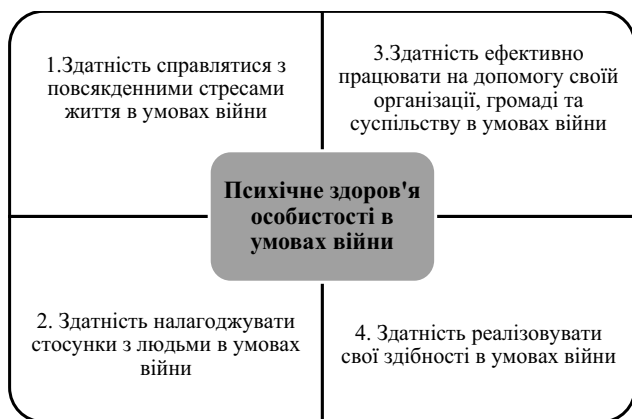 1.Здатність справлятися з
повсякденними стресами
життя в умовах війни
3.Здатність ефективно
працювати на допомогу своїй
організації, громаді та
суспільству в умовах війни
Психічне здоров'я
особистості в
умовах війни
2. Здатність налагоджувати
стосунки з людьми в умовах
війни
4. Здатність реалізовувати
свої здібності в умовах війни